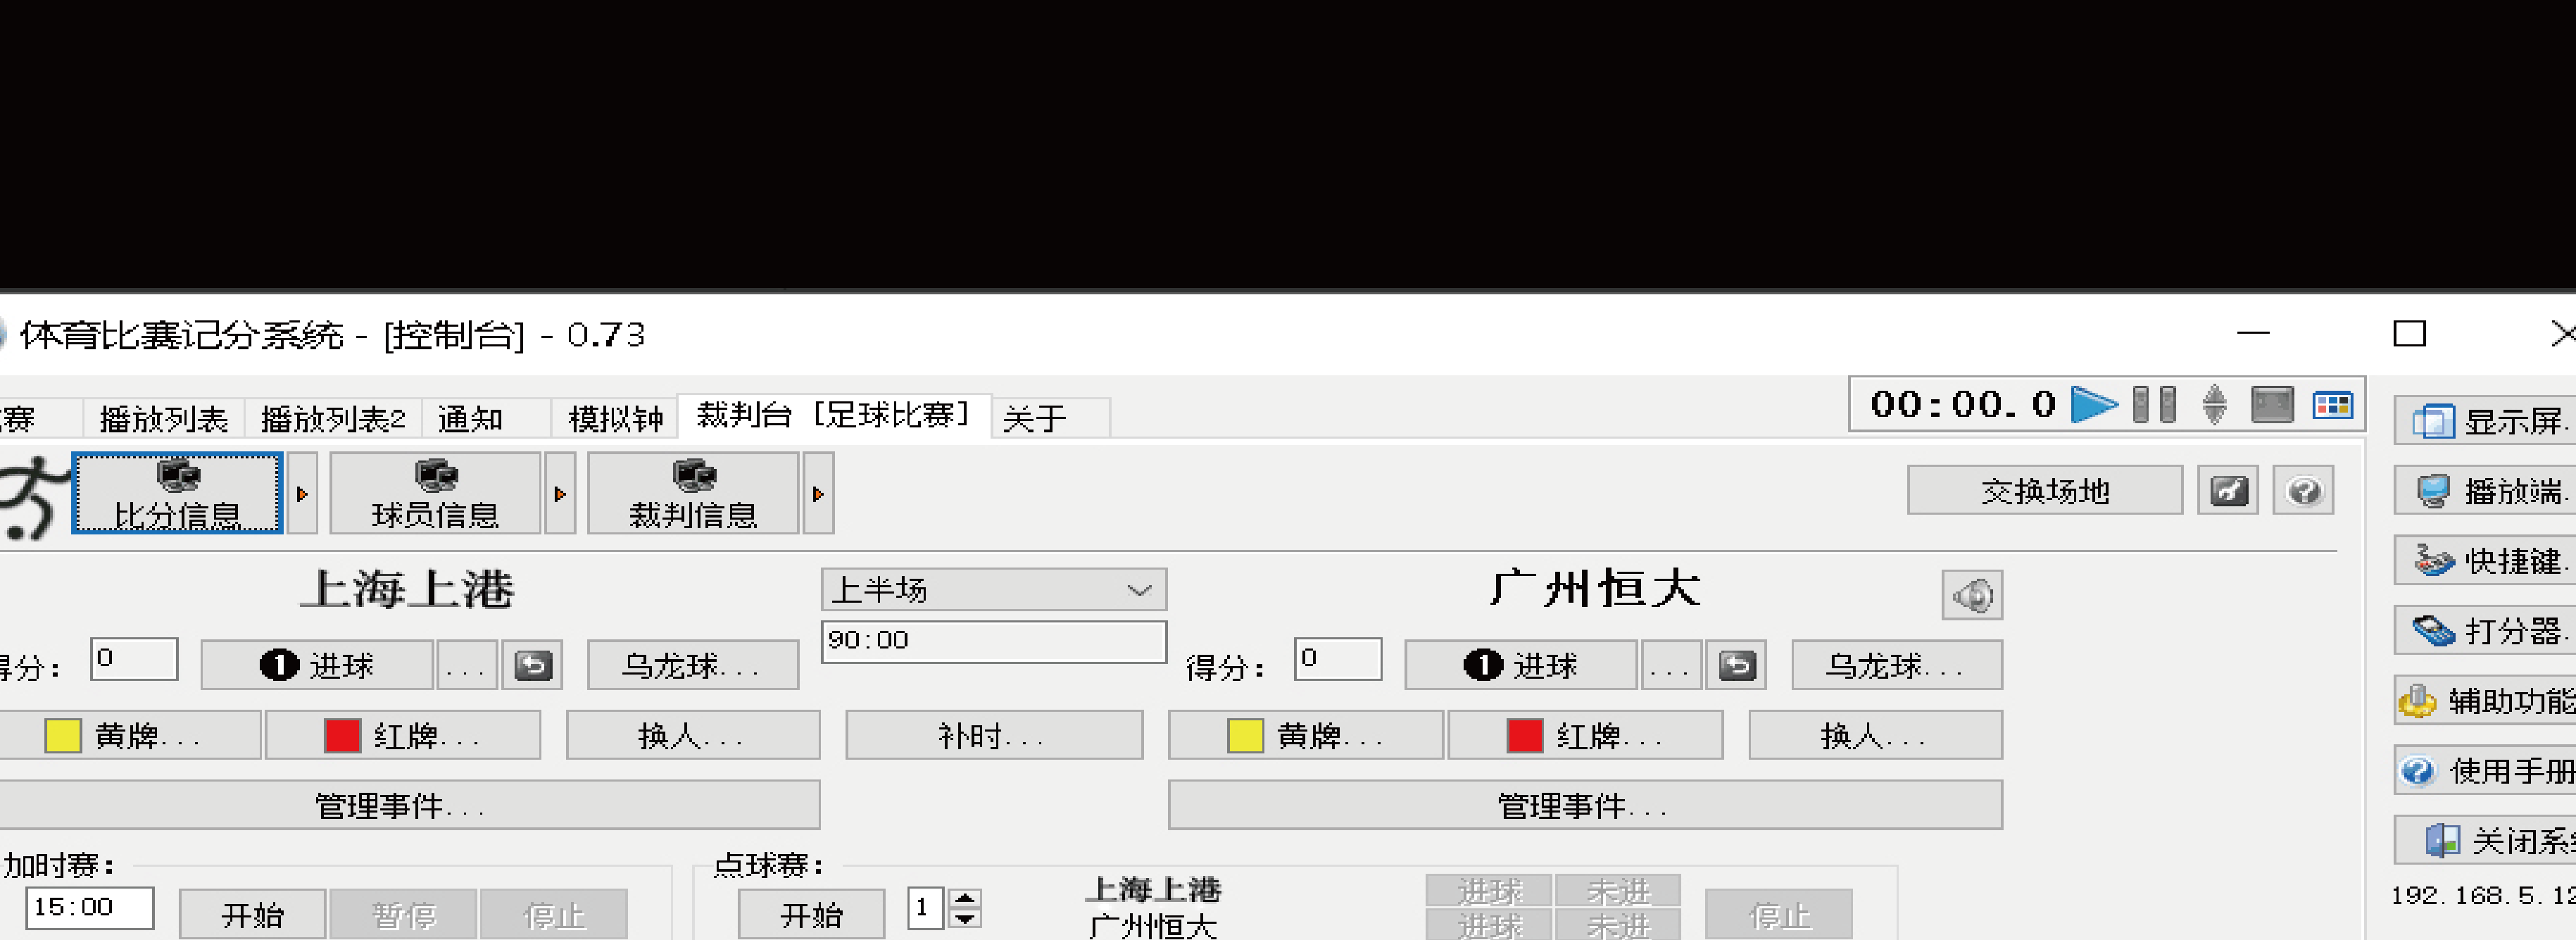 体育比赛记分系统 - [控制台] - 0.73
赛 播放列表 播放列表2 通知 模拟钟 裁判台 [足球比赛] 关于 00:00.0
显示屏.
比分信息 球员信息 裁判信息 交换场地
播放端.
快捷键.
上海上港 上半场 广州恒大
90:00
打分器.
得分: 0 1 进球 ... 乌龙球... 得分: 0 1 进球 ... 乌龙球...
辅助功能
黄牌... 红牌... 换人... 补时... 黄牌... 红牌... 换人...
使用手册
管理事件... 管理事件...
关闭系统
加时赛: 点球赛:
192.168.5.12
15:00 开始 暂停 停止 开始 1 上海上港 进球 未进 停止
广州恒大 进球 未进